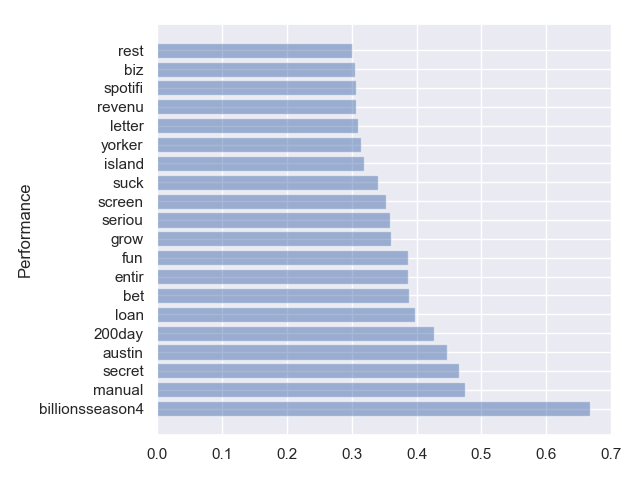 rest
biz
spotifi
revenu
letter
yorker
island
suck
screen
seriou
grow
fun
entir
bet
loan
200day
austin
secret
manual
billionsseason4
Performance
0.0 0.1 0.2 0.3 0.4 0.5 0.6 0.7